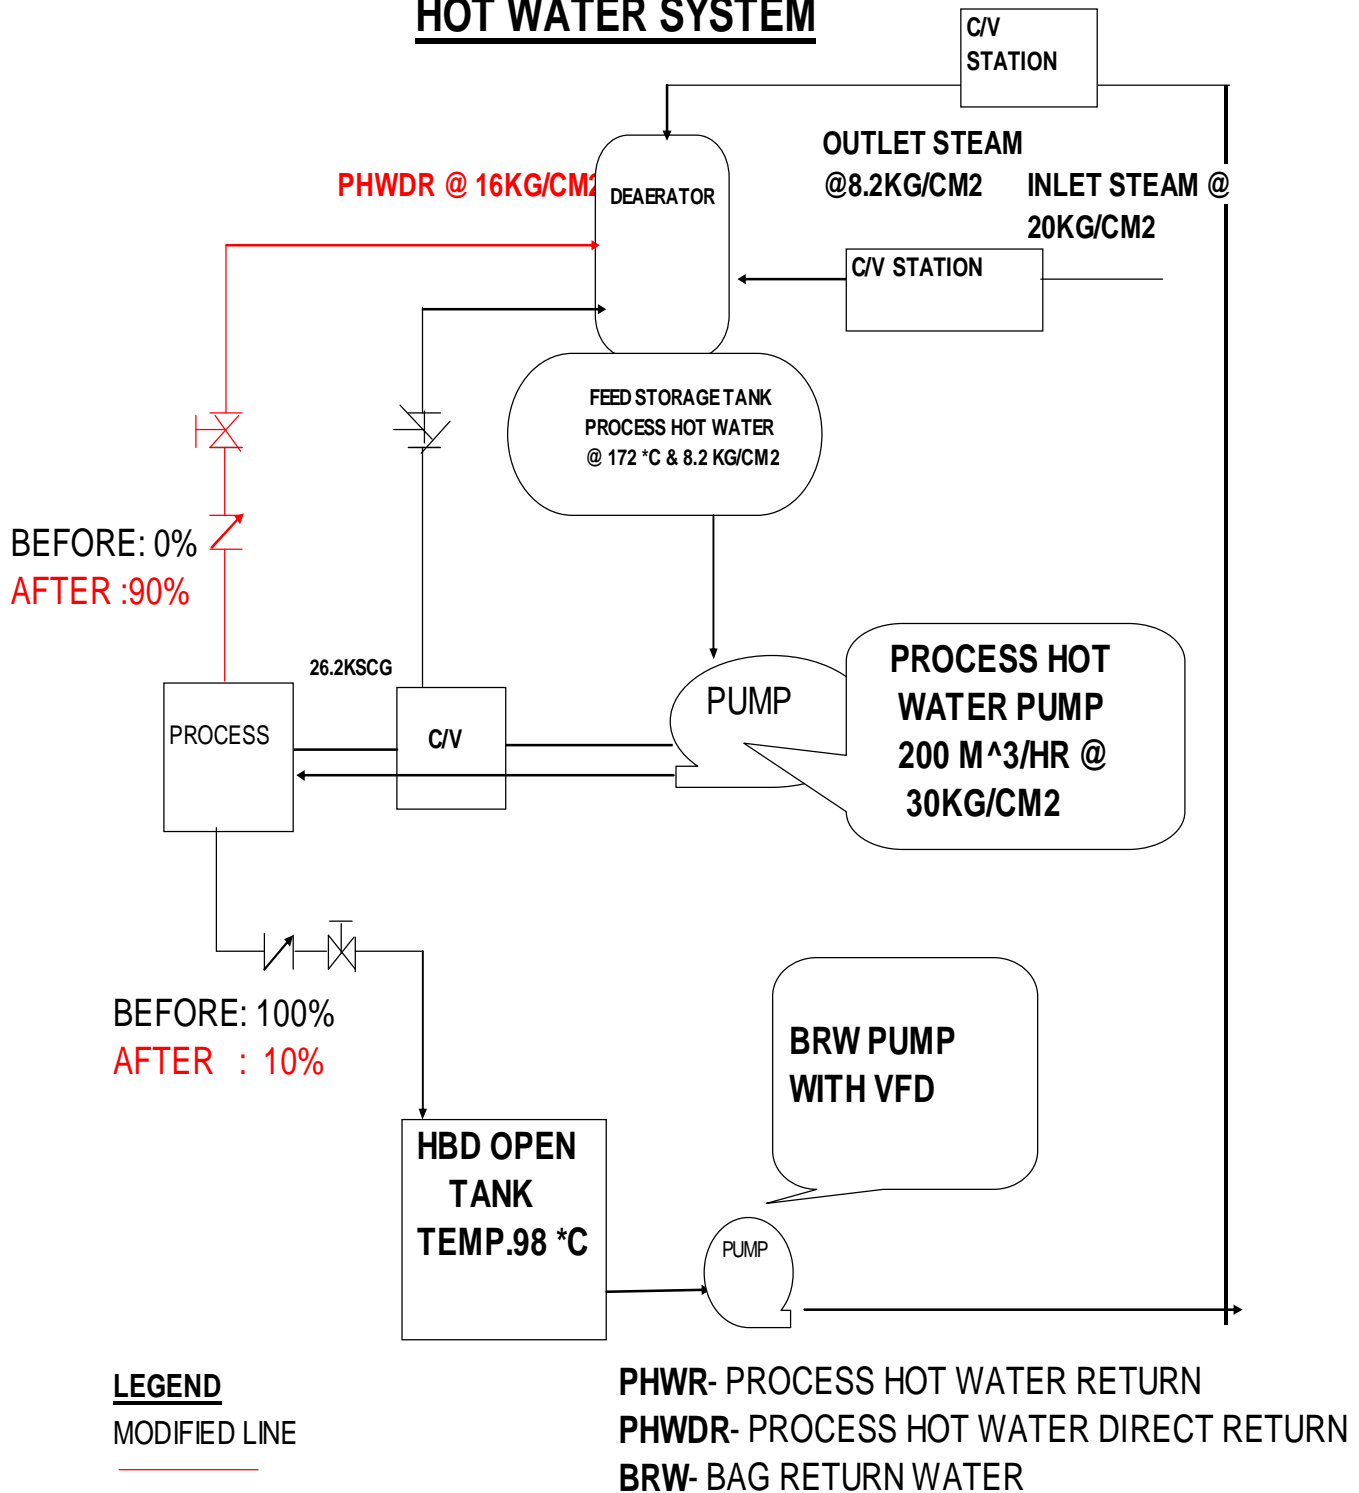 HOT WATER SYSTEM
C/V
STATION
OUTLET STEAM
@8.2KG/CM2
INLET STEAM @
20KG/CM2
PHWDR @ 16KG/CM2
DEAERATOR
C/V STATION
FEED STORAGE TANK
PROCESS HOT WATER
@ 172 *C & 8.2 KG/CM2
BEFORE: 0%
AFTER :90%
26.2KSCG
PROCESS
C/V
PUMP
PROCESS HOT
WATER PUMP
200 M^3/HR @
30KG/CM2
BEFORE: 100%
AFTER : 10%
BRW PUMP
WITH VFD
HBD OPEN
TANK
TEMP.98 *C
PUMP
LEGEND
MODIFIED LINE
PHWR- PROCESS HOT WATER RETURN
PHWDR- PROCESS HOT WATER DIRECT RETURN
BRW- BAG RETURN WATER